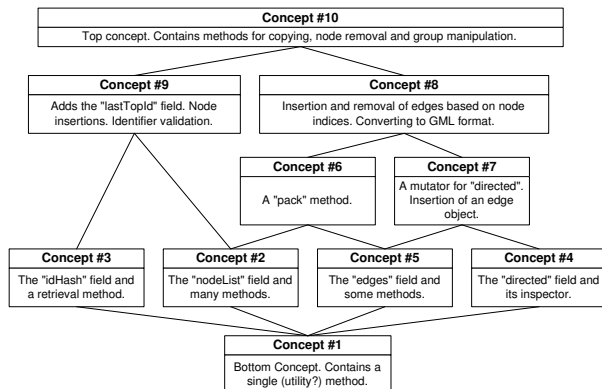 Concept #10
Top concept. Contains methods for copying, node removal and group manipulation.
Concept #9
Adds the "lastTopId" field. Node
insertions. Identifier validation.
Concept #8
Insertion and removal of edges based on node
indices. Converting to GML format.
Concept #6
A "pack" method.
Concept #7
A mutator for "directed".
Insertion of an edge
object.
Concept #3
The "idHash" field and
a retrieval method.
Concept #2
The "nodeList" field and
many methods.
Concept #5
The "edges" field and
some methods.
Concept #4
The "directed" field and
its inspector.
Concept #1
Bottom Concept. Contains a
single (utility?) method.